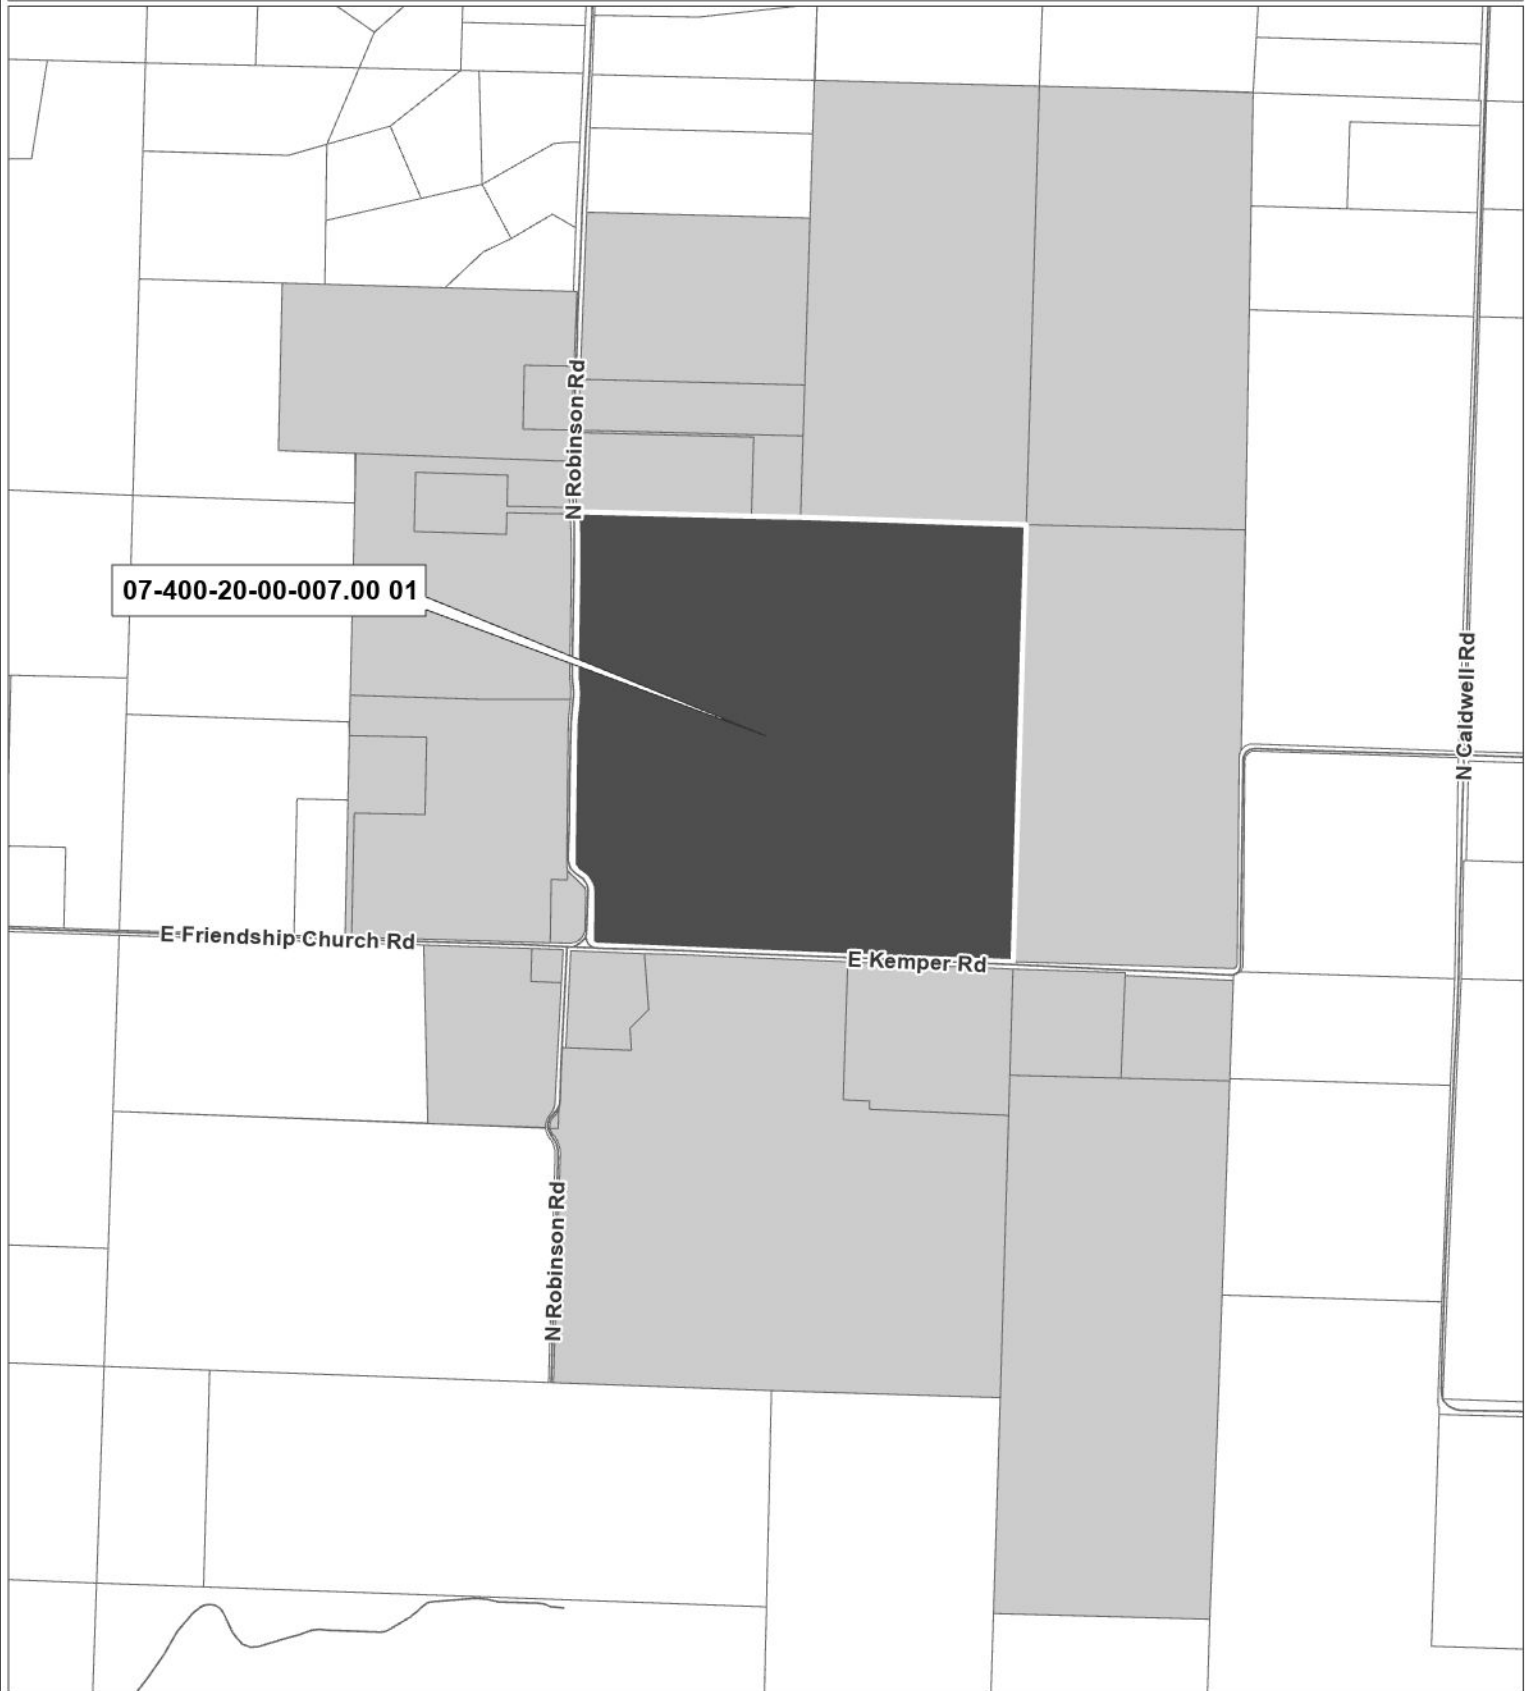 N Robinson Rd
07-400-20-00-007.00 01
N Caldwell Rd
E Friendship Church Rd
E Kemper Rd
N Robinson Rd